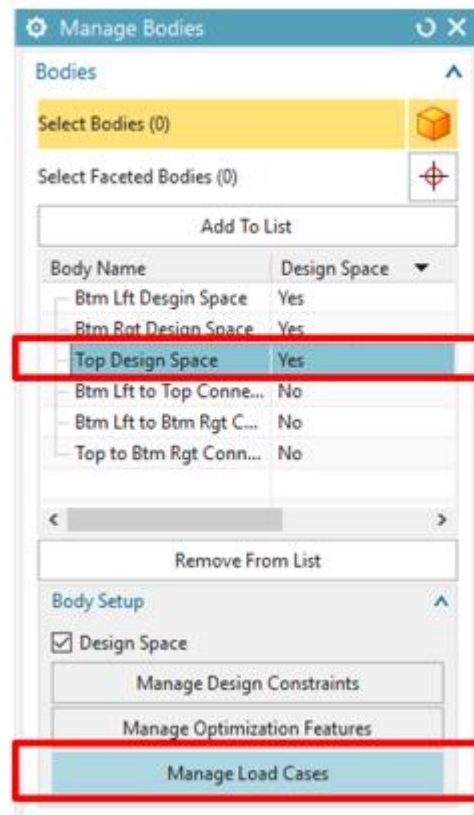 Manage Bodies
Bodies
Select Bodies (0)
Select Faceted Bodies (0)
Add To List
Body Name Design Space
Btm Lft Desgin Space Yes
Btm Rgt Design Space Yes
Top Design Space Yes
Btm Lft to Top Conne... No
Btm Lft to Btm Rgt C... No
Top to Btm Rgt Conn... No
Remove From List
Body Setup
Design Space
Manage Design Constraints
Manage Optimization Features
Manage Load Cases